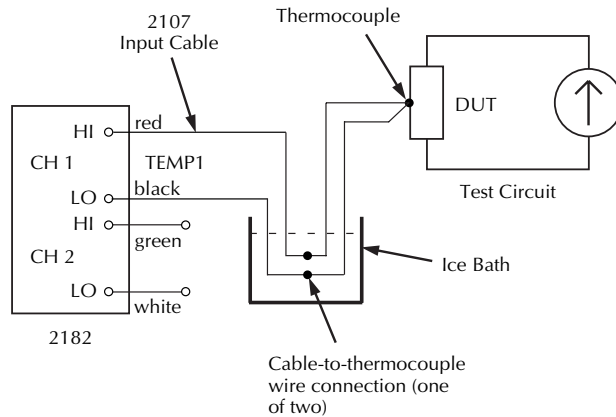 2107
Input Cable
Thermocouple
HI
red
CH 1
TEMP1
LO
black
HI
green
CH 2
LO
white
2182
DUT
Test Circuit
Ice Bath
Cable-to-thermocouple
wire connection (one
of two)